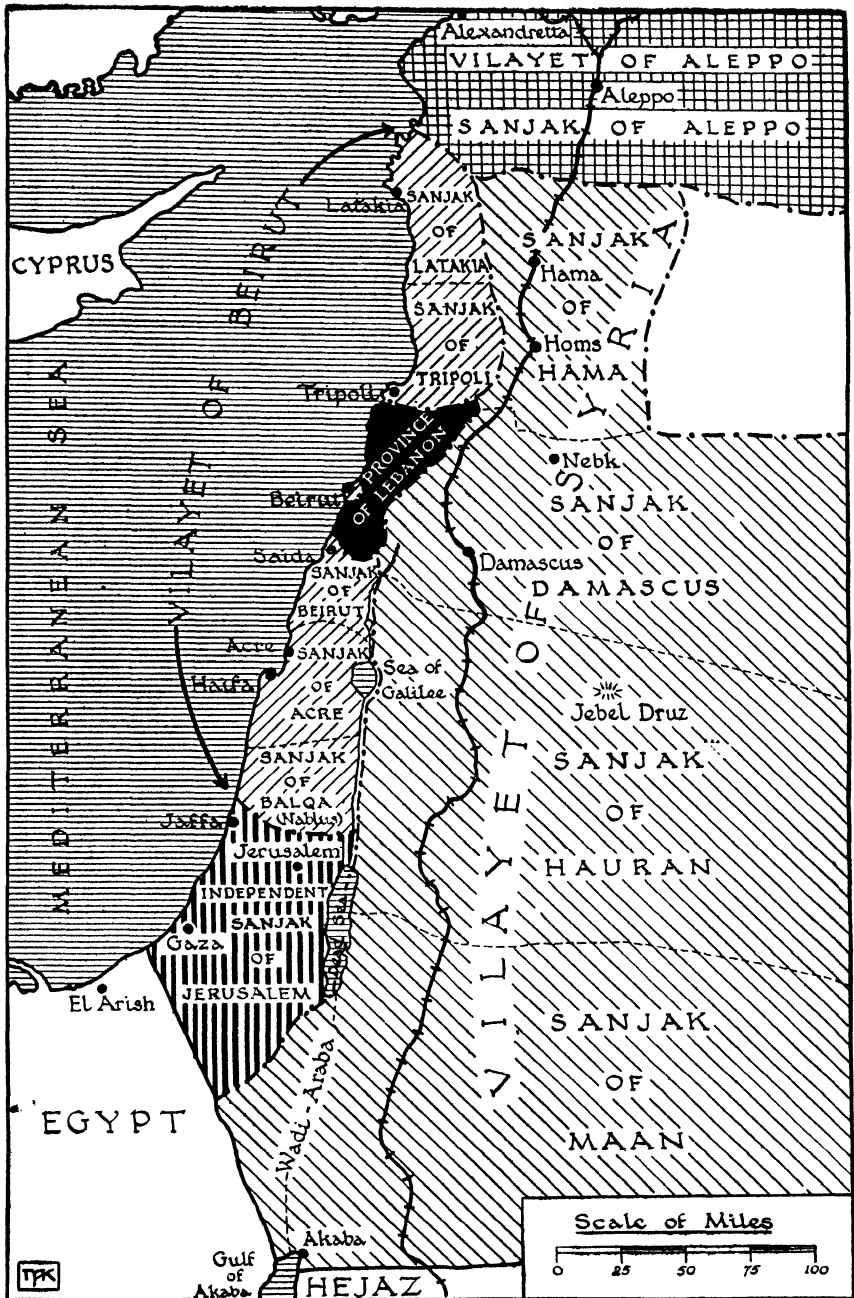 Alexandretta
VILAYET OF ALEPPO
Aleppo
SANJAK OF ALEPPO
Latakia
SANJAK
OF
LATAKIA
CYPRUS
SANJAK
Hama
OF
Homs
HAMA
SANJAK
OF
TRIPOLI
Tripoli
VILAYET OF BEIRUT
MEDITERRANEAN SEA
PROVINCE
OF LEBANON
Beirut
Nebk
SANJAK
OF
DAMASCUS
Damascus
Saida
SANJAK
OF
BEIRUT
Acre
SANJAK
OF
ACRE
Haifa
Sea of
Galilee
Jebel Druz
SANJAK
OF
HAURAN
VILAYET OF SYRIA
SANJAK
OF
BALQA
(Nablus)
Jaffa
Jerusalem
INDEPENDENT
SANJAK
OF
JERUSALEM
Dead Sea
Gaza
El Arish
EGYPT
Wadi-Araba
SANJAK
OF
MAAN
Akaba
Gulf
of
Akaba
HEJAZ
Scale of Miles
0 25 50 75 100